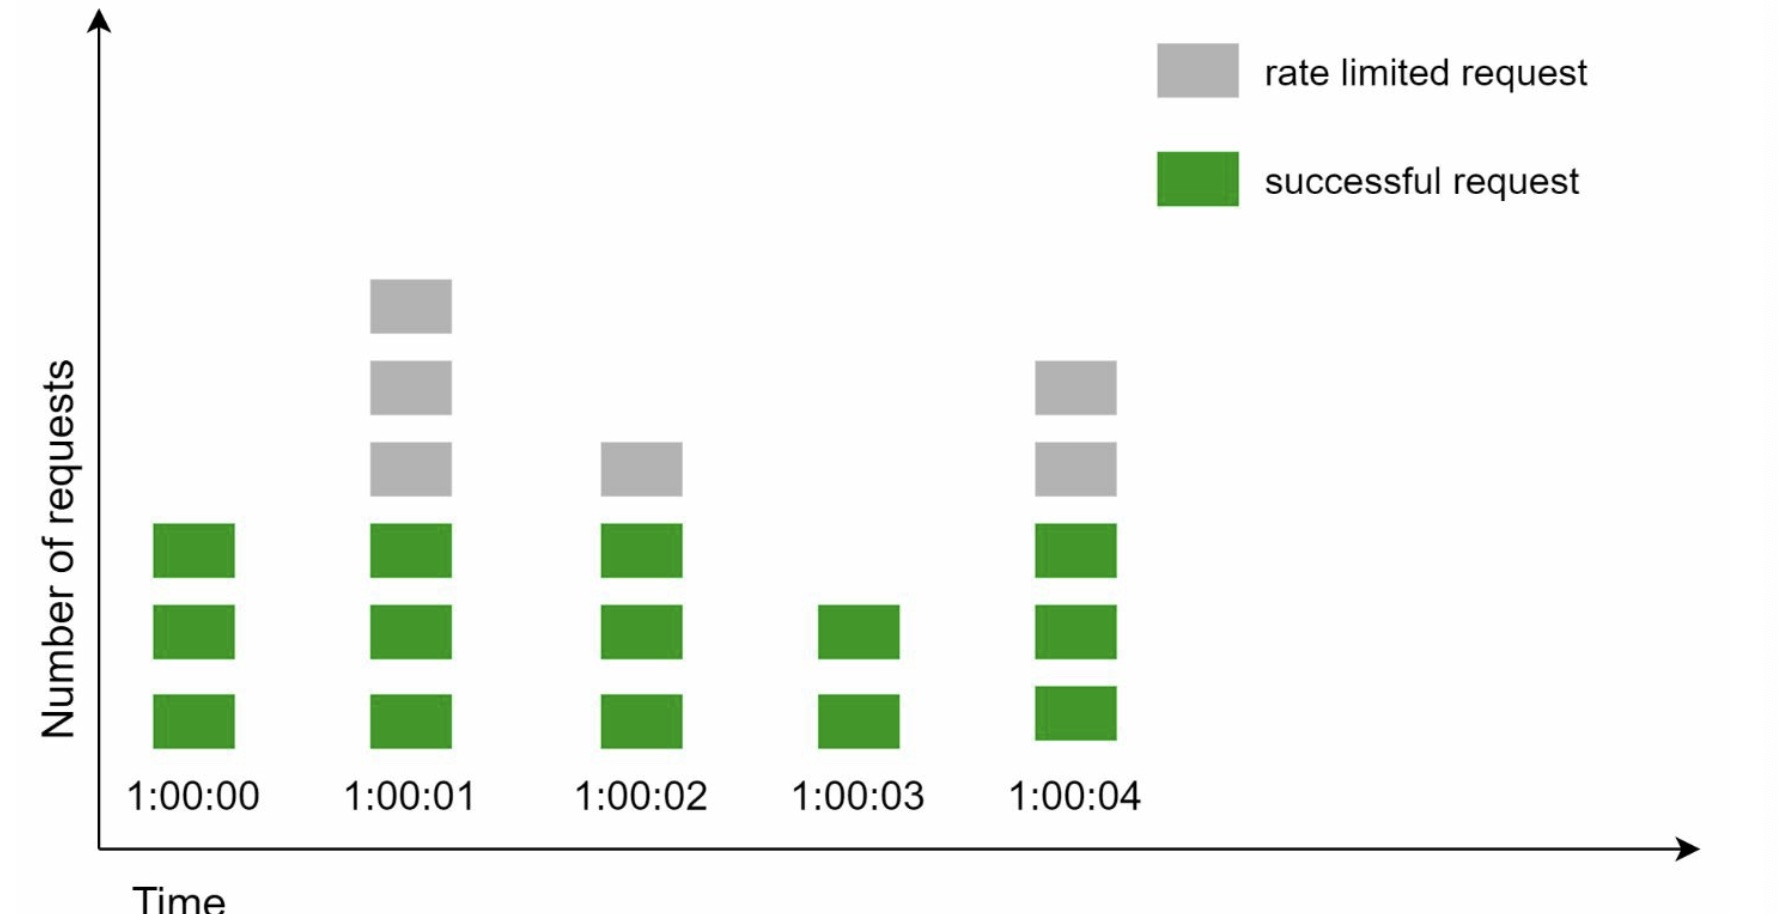 rate limited request
successful request
Number of requests
1:00:00 1:00:01 1:00:02 1:00:03 1:00:04
Time